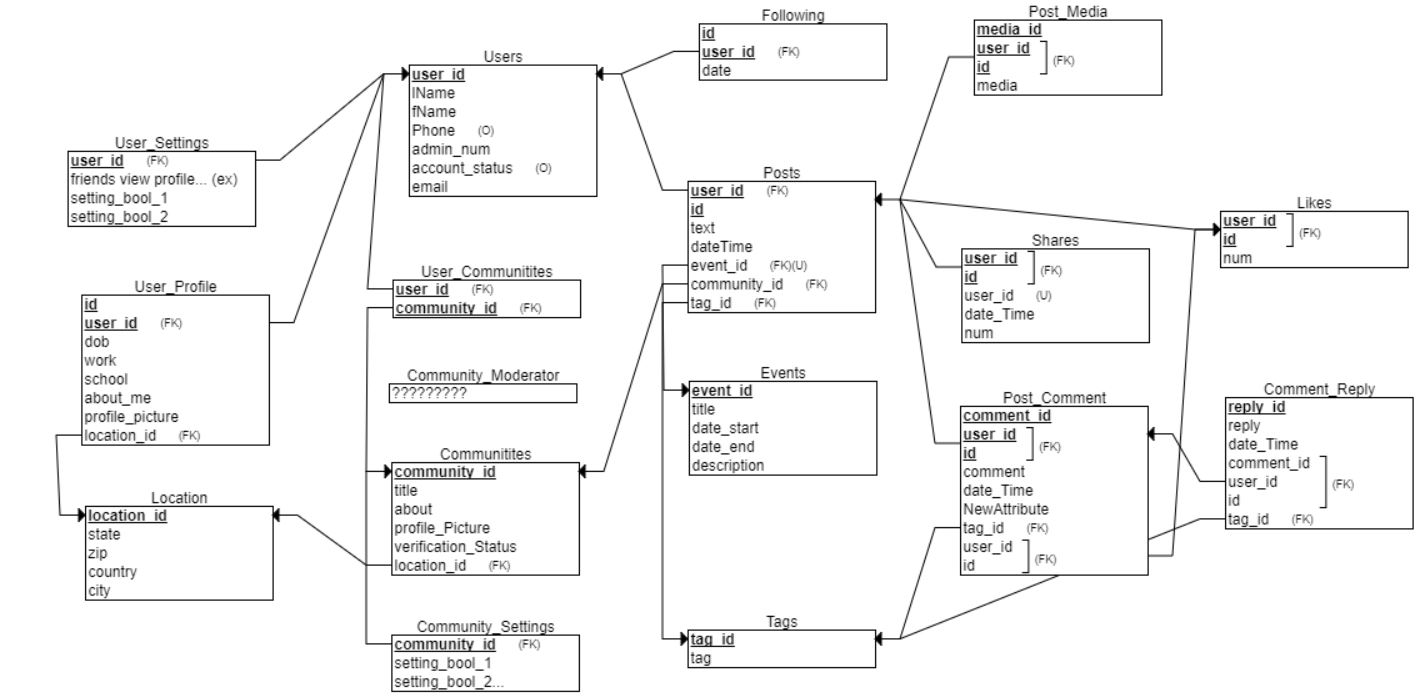 Following
id
user_id (FK)
date
Post_Media
media_id
user_id
id
(FK)
media
Users
user_id
lName
fName
Phone (O)
admin_num
account_status (O)
email
User_Settings
user_id (FK)
friends view profile... (ex)
setting_bool_1
setting_bool_2
Posts
user_id (FK)
id
text
dateTime
event_id (FK)(U)
community_id (FK)
tag_id (FK)
Likes
user_id
id
(FK)
num
Shares
user_id
id
(FK)
user_id (U)
date_Time
num
User_Communitites
user_id (FK)
community_id (FK)
User_Profile
id
user_id (FK)
dob
work
school
about_me
profile_picture
location_id (FK)
Community_Moderator
?????????
Events
event_id
title
date_start
date_end
description
Post_Comment
comment_id
user_id
id
(FK)
comment
date_Time
NewAttribute
tag_id (FK)
user_id
id
(FK)
Comment_Reply
reply_id
reply
date_Time
comment_id
user_id
id
(FK)
tag_id (FK)
Communitites
community_id
title
about
profile_Picture
verification_Status
location_id (FK)
Location
location_id
state
zip
country
city
Community_Settings
community_id (FK)
setting_bool_1
setting_bool_2...
Tags
tag_id
tag